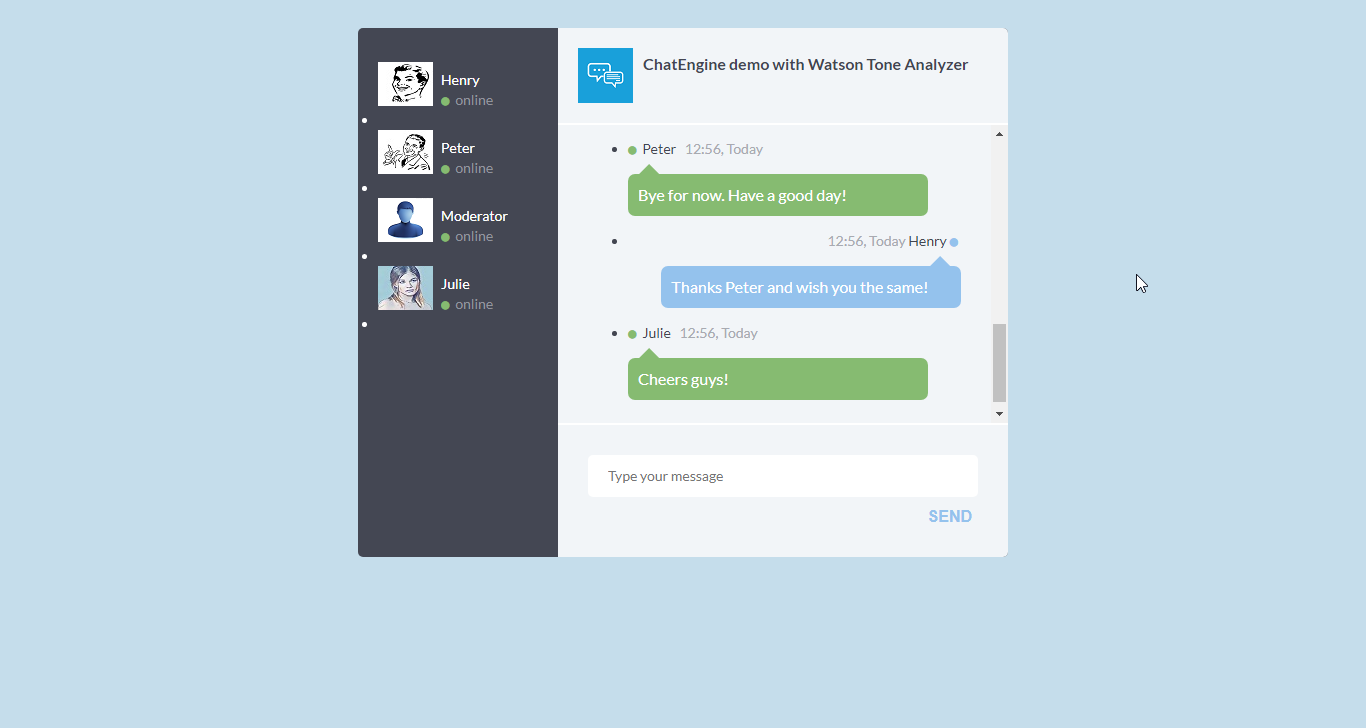 Henry
online
Peter
online
Moderator
online
Julie
online
ChatEngine demo with Watson Tone Analyzer
Peter 12:56, Today
Bye for now. Have a good day!
12:56, Today Henry
Thanks Peter and wish you the same!
Julie 12:56, Today
Cheers guys!
Type your message
SEND